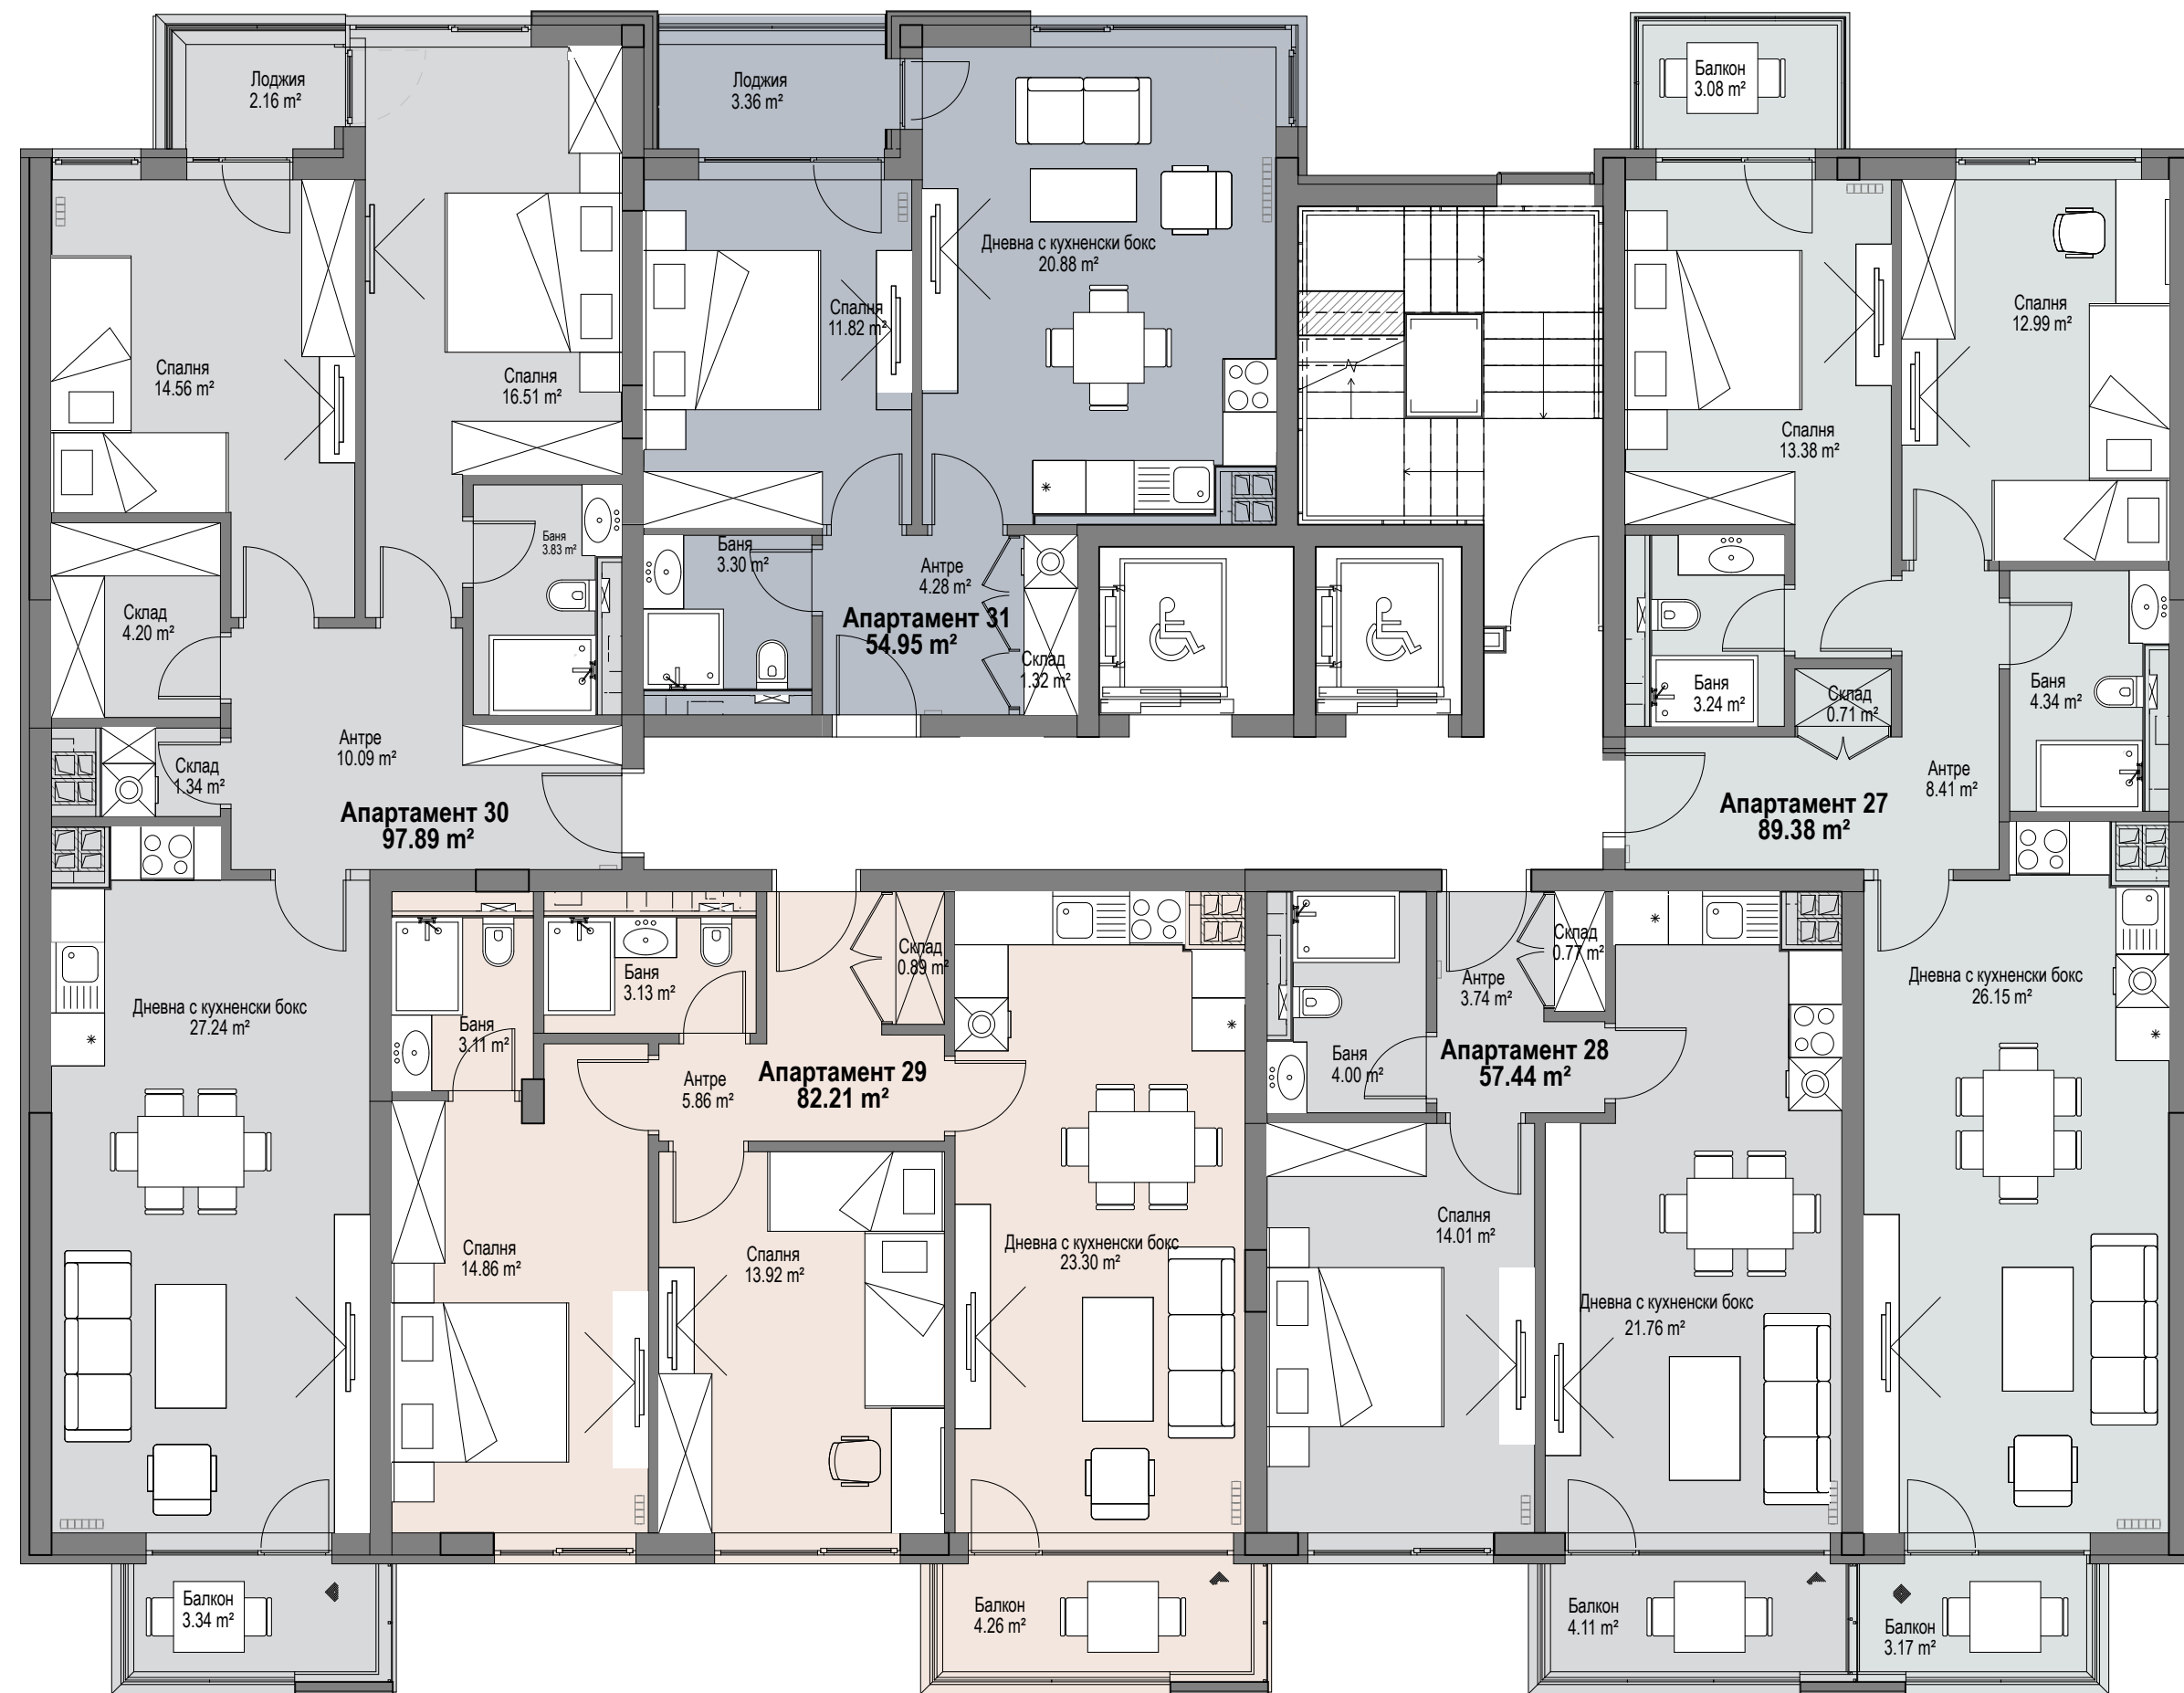 Лоджия
2.16 m²
Лоджия
3.36 m²
Балкон
3.08 m²
Дневна с кухненски бокс
20.88 m²
Спалня
11.82 m²
Спалня
12.99 m²
Спалня
14.56 m²
Спалня
16.51 m²
Спалня
13.38 m²
Баня
3.83 m²
Баня
3.30 m²
Антре
4.28 m²
Апартамент 31
54.95 m²
Склад
1.32 m²
Склад
4.20 m²
Баня
3.24 m²
Склад
0.71 m²
Баня
4.34 m²
Антре
10.09 m²
Склад
1.34 m²
Апартамент 30
97.89 m²
Антре
8.41 m²
Апартамент 27
89.38 m²
Склад
0.89 m²
Баня
3.13 m²
Склад
0.77 m²
Антре
3.74 m²
Дневна с кухненски бокс
26.15 m²
Дневна с кухненски бокс
27.24 m²
Баня
3.11 m²
Антре
5.86 m²
Апартамент 29
82.21 m²
Баня
4.00 m²
Апартамент 28
57.44 m²
Спалня
14.86 m²
Спалня
13.92 m²
Дневна с кухненски бокс
23.30 m²
Спалня
14.01 m²
Дневна с кухненски бокс
21.76 m²
Балкон
3.34 m²
Балкон
4.26 m²
Балкон
4.11 m²
Балкон
3.17 m²